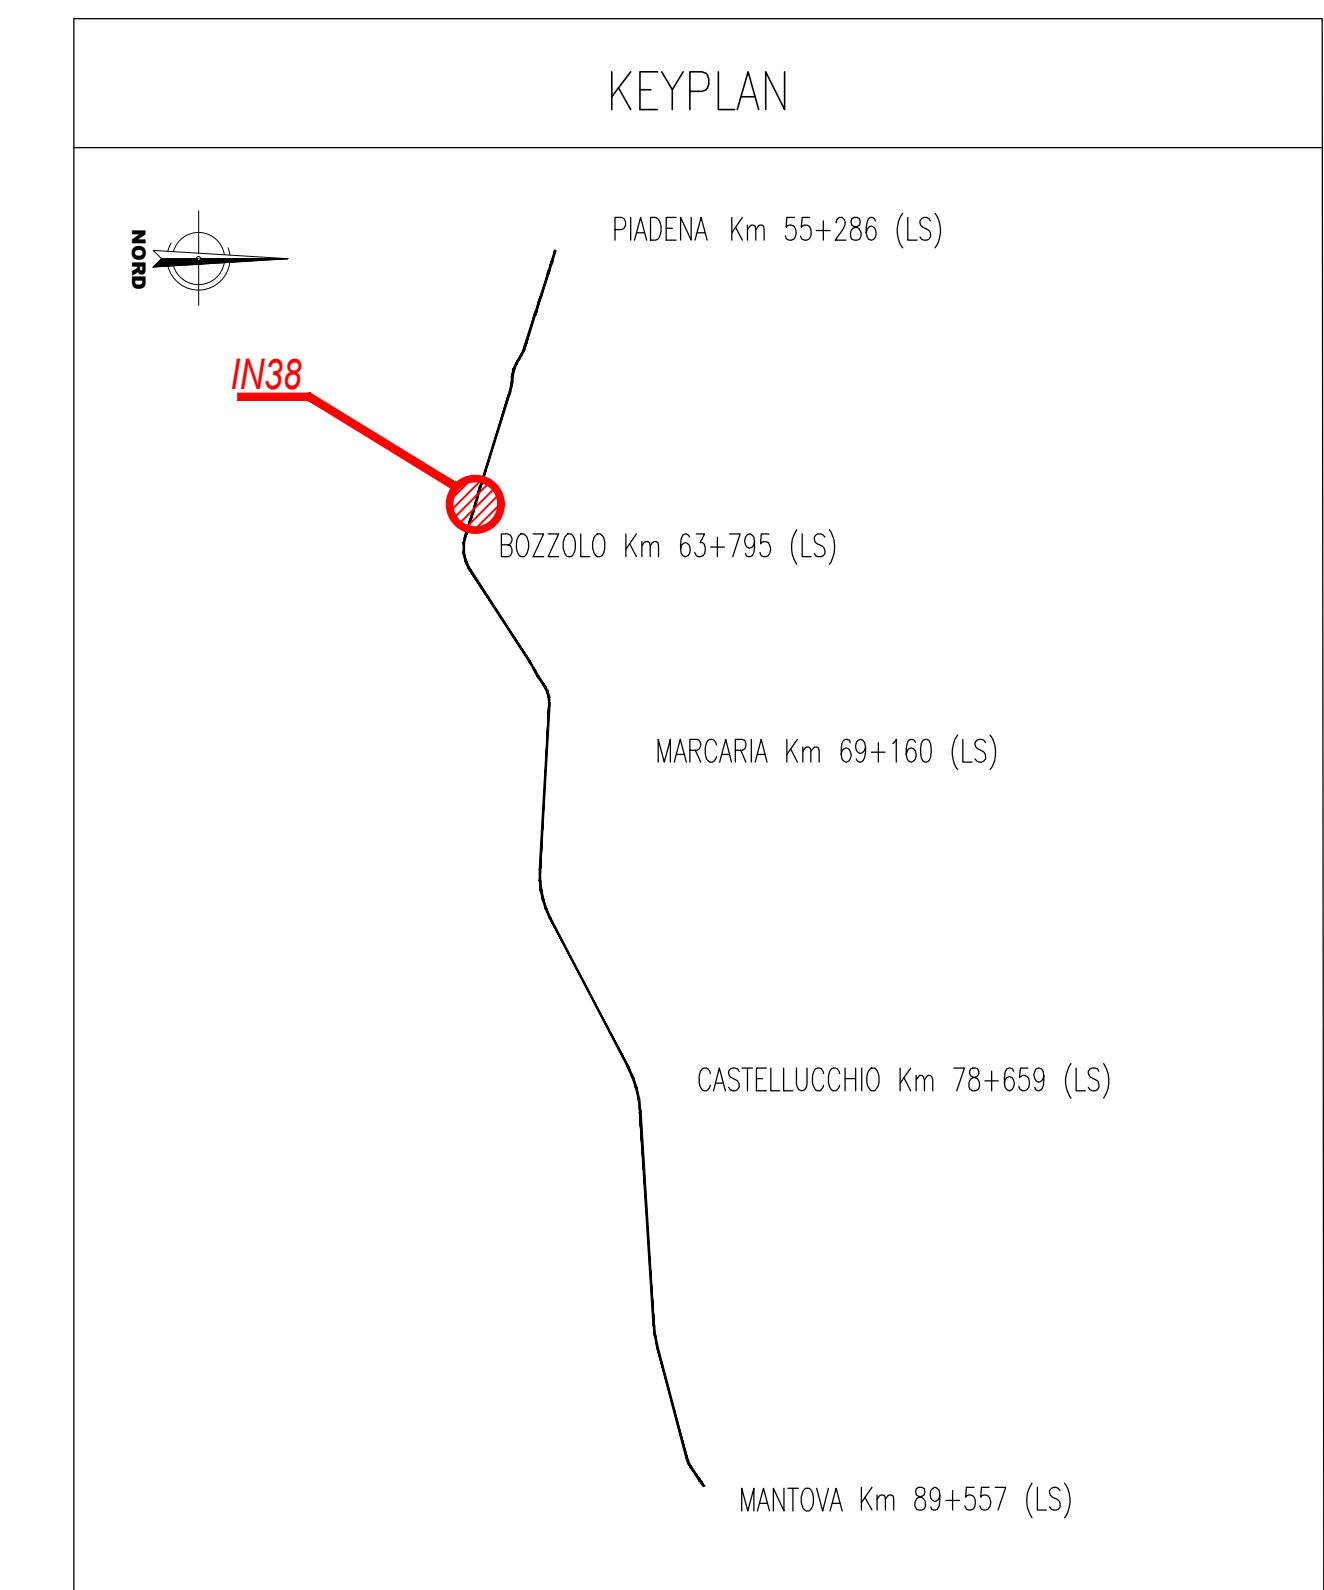 KEYPLAN
PIADENA Km 55+286 (LS)
NORD
IN38
BOZZOLO Km 63+795 (LS)
MARCARIA Km 69+160 (LS)
CASTELLUCCHIO Km 78+659 (LS)
MANTOVA Km 89+557 (LS)